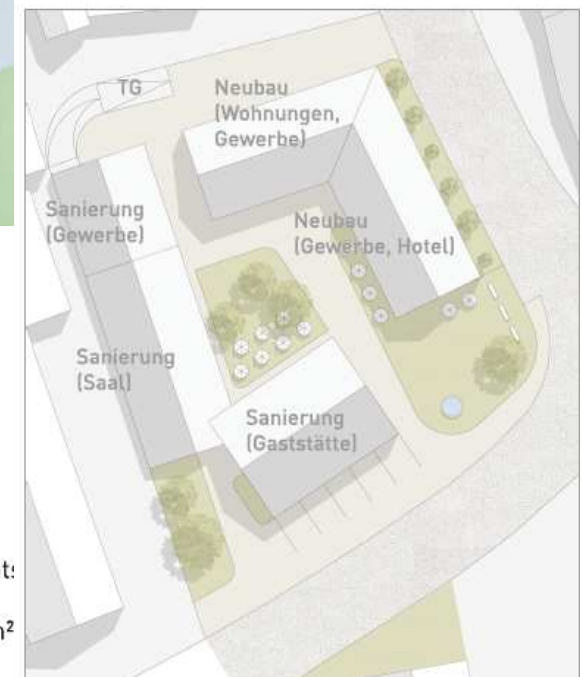 TG
Neubau
(Wohnungen,
Gewerbe)
Sanierung
(Gewerbe)
Neubau
(Gewerbe, Hotel)
Sanierung
(Saal)
Sanierung
(Gaststätte)